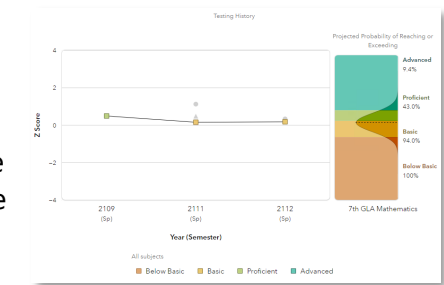 Testing History
Projected Probability of Reaching or
Exceeding
4
2
0
−2
−4
Z Score
Advanced
9.4%
Proficient
43.0%
Basic
94.0%
Below Basic
100%
2109
(Sp)
2111
(Sp)
2112
(Sp)
7th GLA Mathematics
Year (Semester)
All subjects
Below Basic Basic Proficient Advanced
e
e